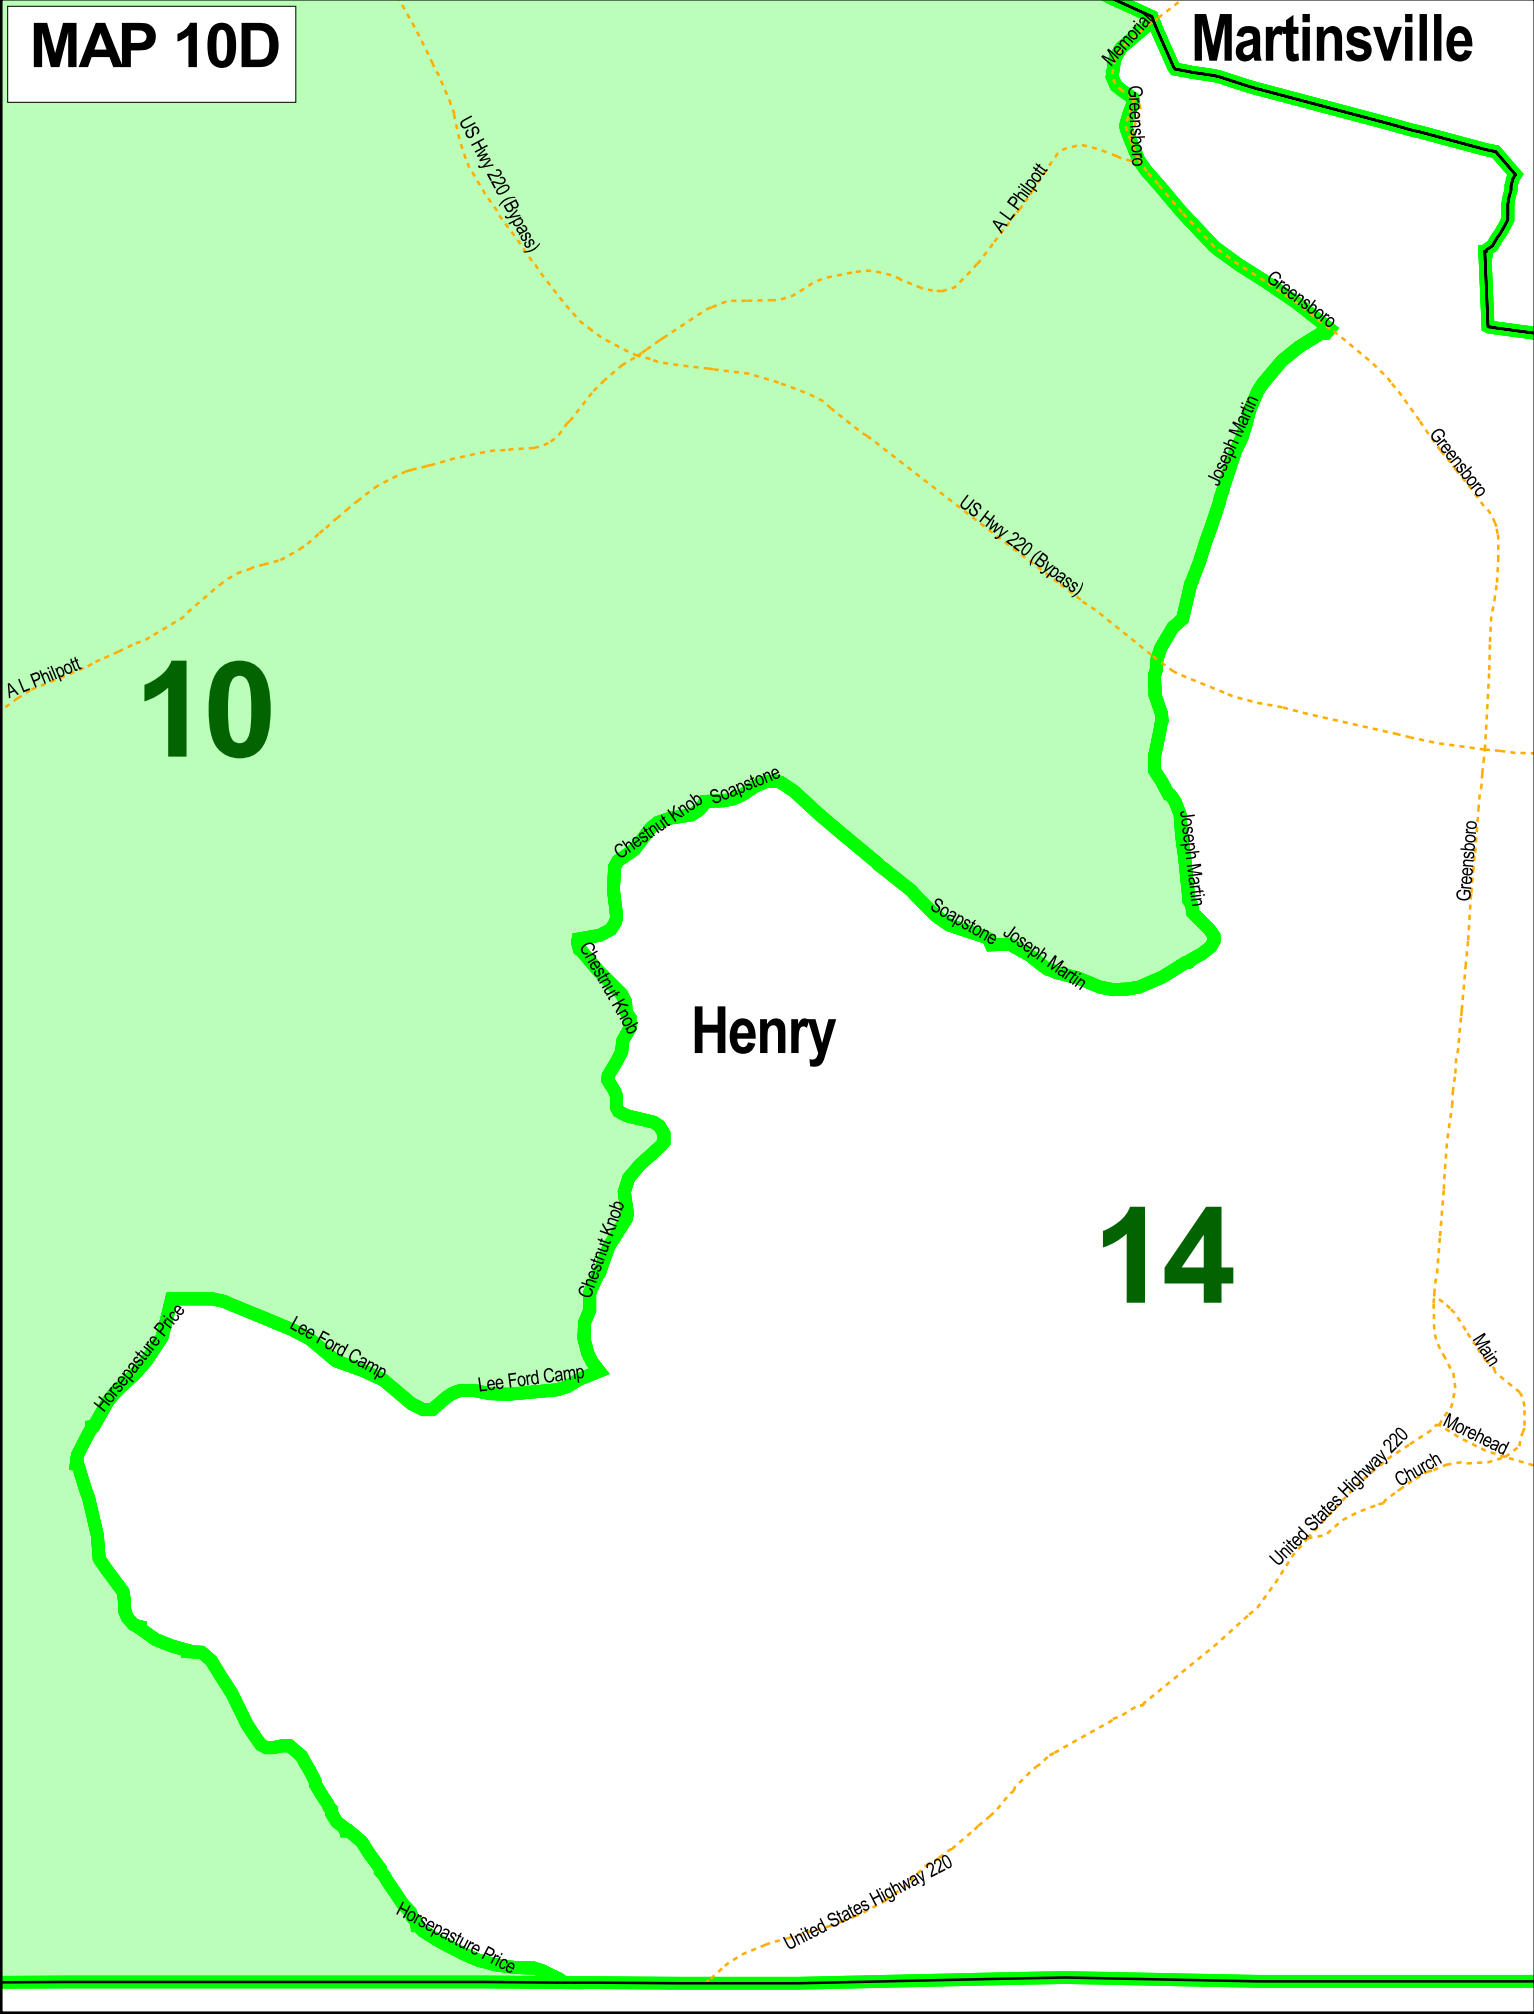 MAP 10D
Martinsville
Memorial
Greensboro
US Hwy 220 (Bypass)
A L Philpott
Greensboro
Joseph Martin
Greensboro
US Hwy 220 (Bypass)
A L Philpott
10
Soapstone
Chestnut Knob
Joseph Martin
Greensboro
Soapstone
Joseph Martin
Chestnut Knob
Henry
14
Chestnut Knob
Horsepasture Price
Lee Ford Camp
Lee Ford Camp
Main
Morehead
Church
United States Highway 220
United States Highway 220
Horsepasture Price